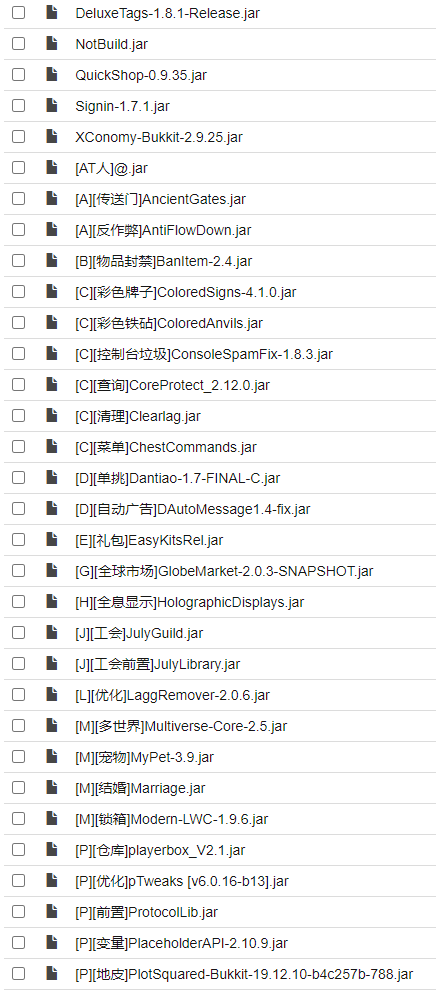 DeluxeTags-1.8.1-Release.jar
NotBuild.jar
QuickShop-0.9.35.jar
Signin-1.7.1.jar
XConomy-Bukkit-2.9.25.jar
[AT人]@.jar
[A][传送门]AncientGates.jar
[A][反作弊]AntiFlowDown.jar
[B][物品封禁]BanItem-2.4.jar
[C][彩色牌子]ColoredSigns-4.1.0.jar
[C][彩色铁砧]ColoredAnvils.jar
[C][控制台垃圾]ConsoleSpamFix-1.8.3.jar
[C][查询]CoreProtect_2.12.0.jar
[C][清理]Clearlag.jar
[C][菜单]ChestCommands.jar
[D][单挑]Dantiao-1.7-FINAL-C.jar
[D][自动广告]DAutoMessage1.4-fix.jar
[E][礼包]EasyKitsRel.jar
[G][全球市场]GlobeMarket-2.0.3-SNAPSHOT.jar
[H][全息显示]HolographicDisplays.jar
[J][工会]JulyGuild.jar
[J][工会前置]JulyLibrary.jar
[L][优化]LaggRemover-2.0.6.jar
[M][多世界]Multiverse-Core-2.5.jar
[M][宠物]MyPet-3.9.jar
[M][结婚]Marriage.jar
[M][锁箱]Modern-LWC-1.9.6.jar
[P][仓库]playerbox_V2.1.jar
[P][优化]pTweaks [v6.0.16-b13].jar
[P][前置]ProtocolLib.jar
[P][变量]PlaceholderAPI-2.10.9.jar
[P][地皮]PlotSquared-Bukkit-19.12.10-b4c257b-788.jar